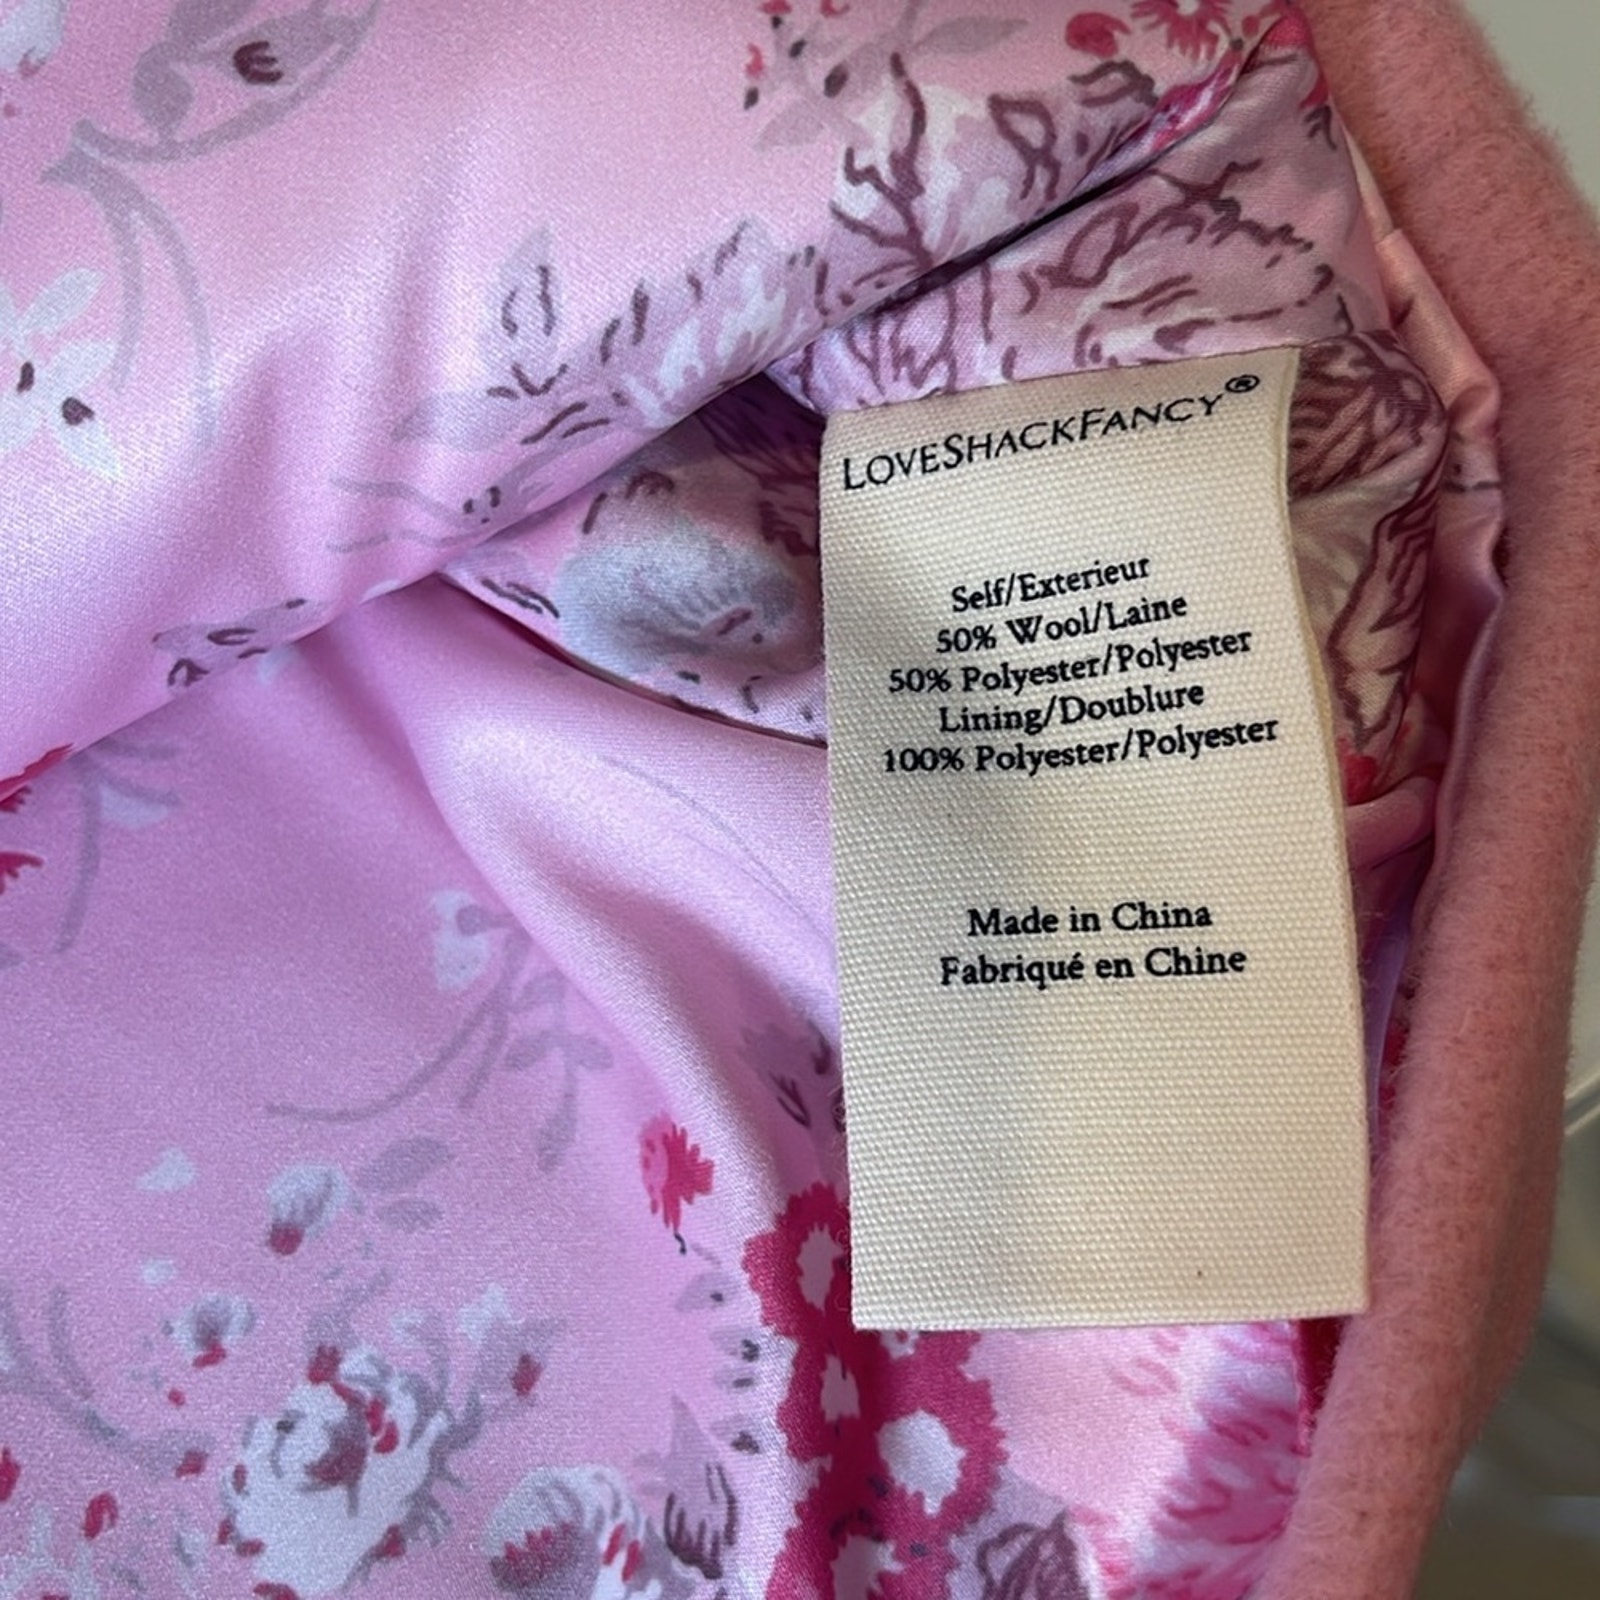 LOVESHACKFANCY®
Self/Exterieur
50% Wool/Laine
50% Polyester/Polyester
Lining/Doublure
100% Polyester/Polyester
Made in China
Fabriqué en Chine